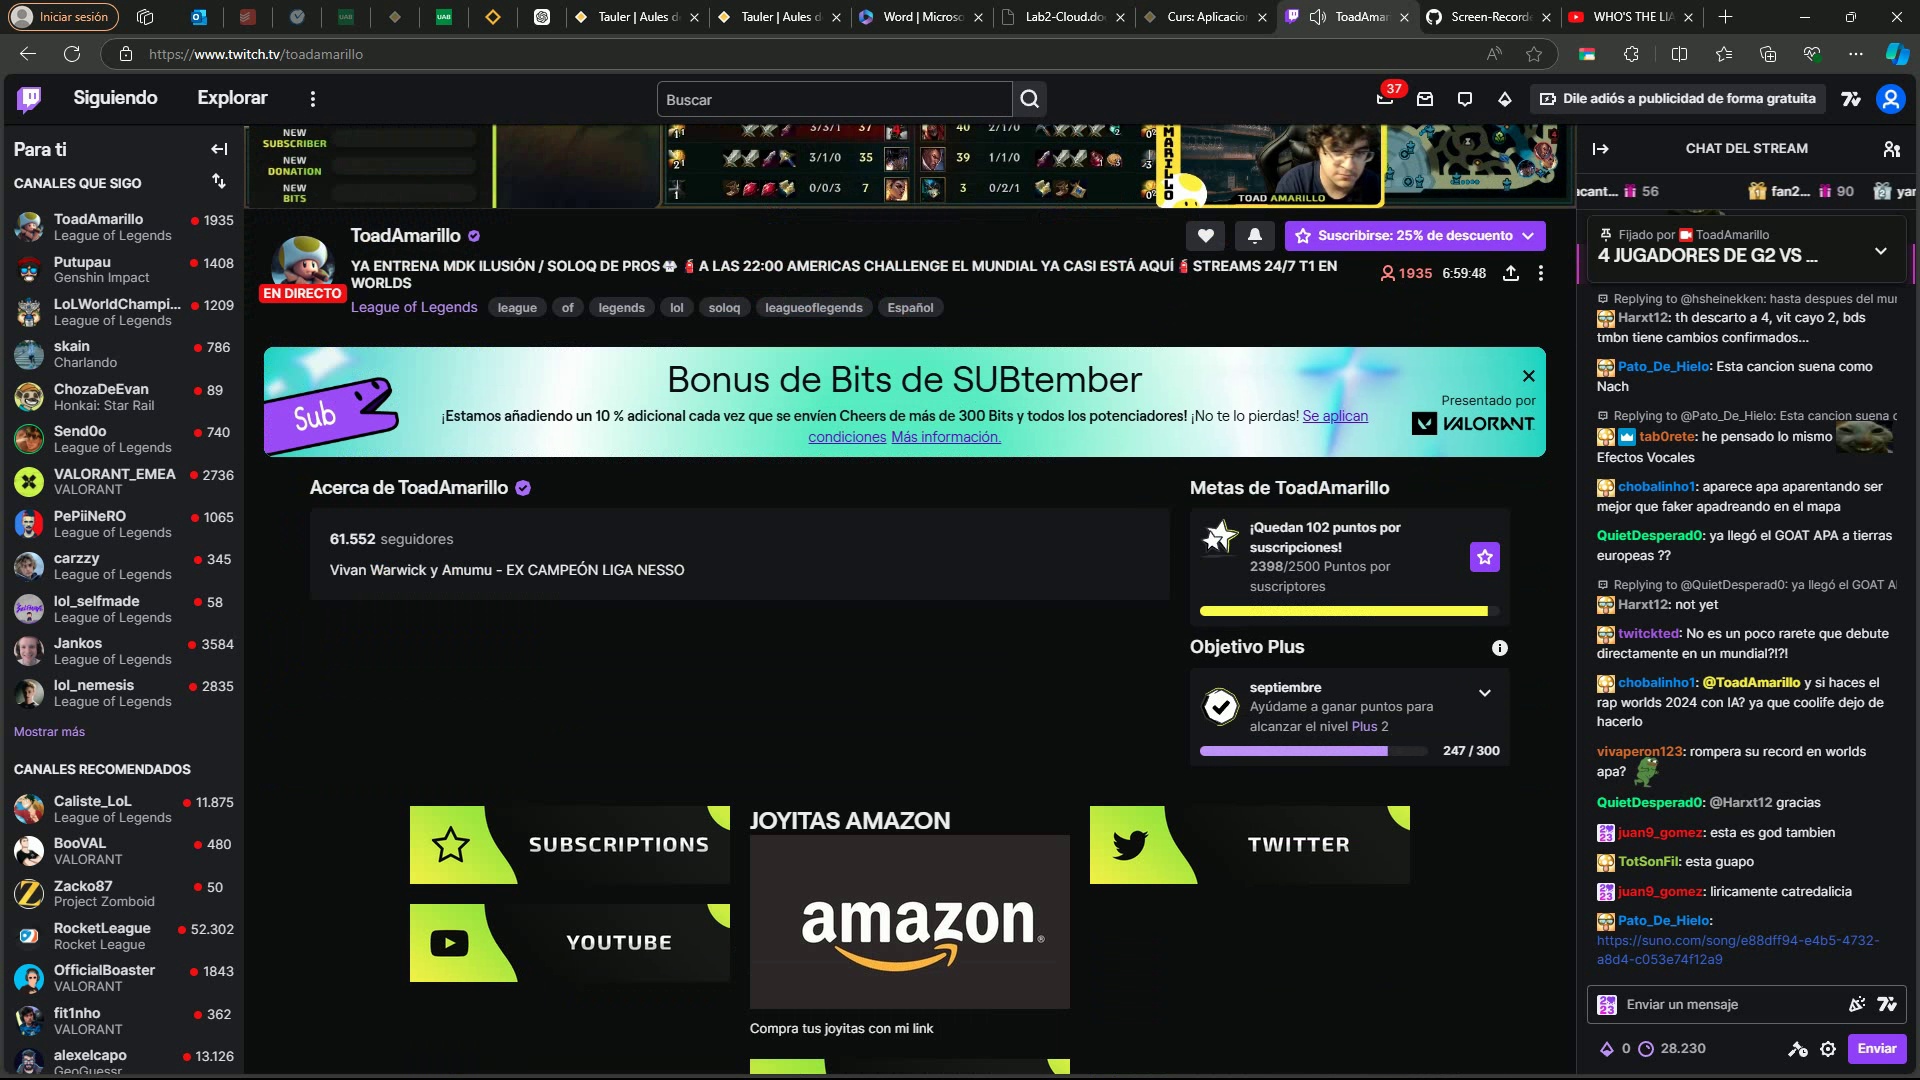 Iniciar sesión
Tauler | Aules de
Tauler | Aules de
Word | Microso
Lab2-Cloud.do
Curs: Aplicacion
ToadAmar
Screen-Recorde
WHO'S THE LIA
https://www.twitch.tv/toadamarillo
Siguiendo
Explorar
Buscar
37
Dile adiós a publicidad de forma gratuita
Para ti
CANALES QUE SIGO
ToadAmarillo
1935
League of Legends
Putupau
1408
Genshin Impact
LoLWorldChampi...
1209
League of Legends
skain
786
Charlando
ChozaDeEvan
89
Honkai: Star Rail
Send0o
740
League of Legends
VALORANT_EMEA
2736
VALORANT
PePiiNeRO
1065
League of Legends
carzzy
345
League of Legends
lol_selfmade
58
League of Legends
Jankos
3584
League of Legends
lol_nemesis
2835
League of Legends
Mostrar más
CANALES RECOMENDADOS
Caliste_LoL
11.875
League of Legends
BooVAL
480
VALORANT
Zacko87
50
Project Zomboid
RocketLeague
52.302
Rocket League
OfficialBoaster
1843
VALORANT
fit1nho
362
VALORANT
alexelcapo
13.126
GeoGuessr
NEW
SUBSCRIBER
NEW
DONATION
NEW
BITS
3/3/1 37 40 2/1/0
3/1/0 35 39 1/1/0
0/0/3 7 3 0/2/1
TOAD AMARILLO
ToadAmarillo
Suscribirse: 25% de descuento
YA ENTRENA MDK ILUSIÓN / SOLOQ DE PROS A LAS 22:00 AMERICAS CHALLENGE EL MUNDIAL YA CASI ESTÁ AQUÍ STREAMS 24/7 T1 EN
WORLDS
1935 6:59:48
EN DIRECTO
League of Legends
league
of
legends
lol
soloq
leagueoflegends
Español
Sub
Bonus de Bits de SUBtember
¡Estamos añadiendo un 10 % adicional cada vez que se envíen Cheers de más de 300 Bits y todos los potenciadores! ¡No te lo pierdas! Se aplican
condiciones Más información.
Presentado por
VALORANT
Acerca de ToadAmarillo
61.552 seguidores
Vivan Warwick y Amumu - EX CAMPEÓN LIGA NESSO
Metas de ToadAmarillo
¡Quedan 102 puntos por
suscripciones!
2398/2500 Puntos por
suscriptores
Objetivo Plus
septiembre
Ayúdame a ganar puntos para
alcanzar el nivel Plus 2
247 / 300
SUBSCRIPTIONS
YOUTUBE
JOYITAS AMAZON
amazon
Compra tus joyitas con mi link
TWITTER
CHAT DEL STREAM
acant... 56
fan2... 90
yar
Fijado por ToadAmarillo
4 JUGADORES DE G2 VS ...
Replying to @hsheinekken: hasta despues del mun
Harxt12: th descarto a 4, vit cayo 2, bds
tmbn tiene cambios confirmados...
Pato_De_Hielo: Esta cancion suena como
Nach
Replying to @Pato_De_Hielo: Esta cancion suena c
tab0rete: he pensado lo mismo
Efectos Vocales
chobalinho1: aparece apa aparentando ser
mejor que faker apadreando en el mapa
QuietDesperad0: ya llegó el GOAT APA a tierras
europeas ??
Replying to @QuietDesperad0: ya llegó el GOAT AP
Harxt12: not yet
twitckted: No es un poco rarete que debute
directamente en un mundial?!?!
chobalinho1: @ToadAmarillo y si haces el
rap worlds 2024 con IA? ya que coolife dejo de
hacerlo
vivaperon123: rompera su record en worlds
apa?
QuietDesperad0: @Harxt12 gracias
juan9_gomez: esta es god tambien
TotSonFil: esta guapo
juan9_gomez: liricamente catredalicia
Pato_De_Hielo:
https://suno.com/song/e88dff94-e4b5-4732-
a8d4-c053e74f12a9
Enviar un mensaje
0 28.230
Enviar